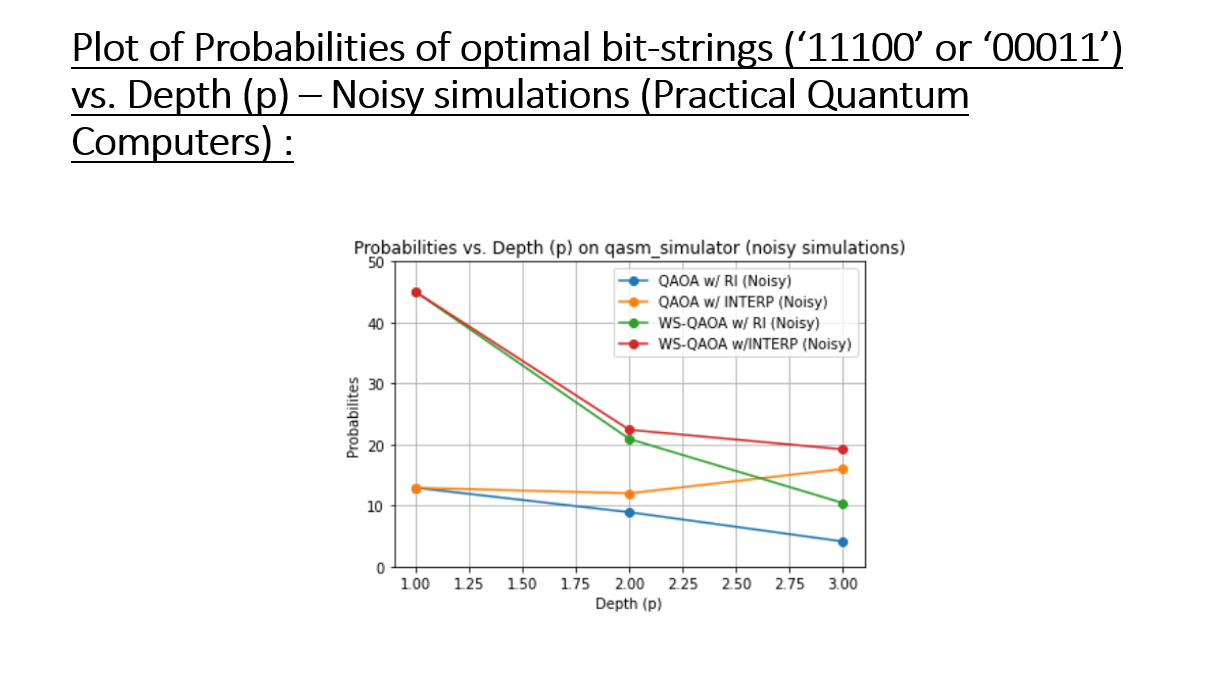 Plot of Probabilities of optimal bit-strings (‘11100’ or ‘00011’)
vs. Depth (p) – Noisy simulations (Practical Quantum
Computers) :
Probabilities vs. Depth (p) on qasm_simulator (noisy simulations)
50
40
30
20
10
0
Probabilites
QAOA w/ RI (Noisy)
QAOA w/ INTERP (Noisy)
WS-QAOA w/ RI (Noisy)
WS-QAOA w/INTERP (Noisy)
1.00 1.25 1.50 1.75 2.00 2.25 2.50 2.75 3.00
Depth (p)